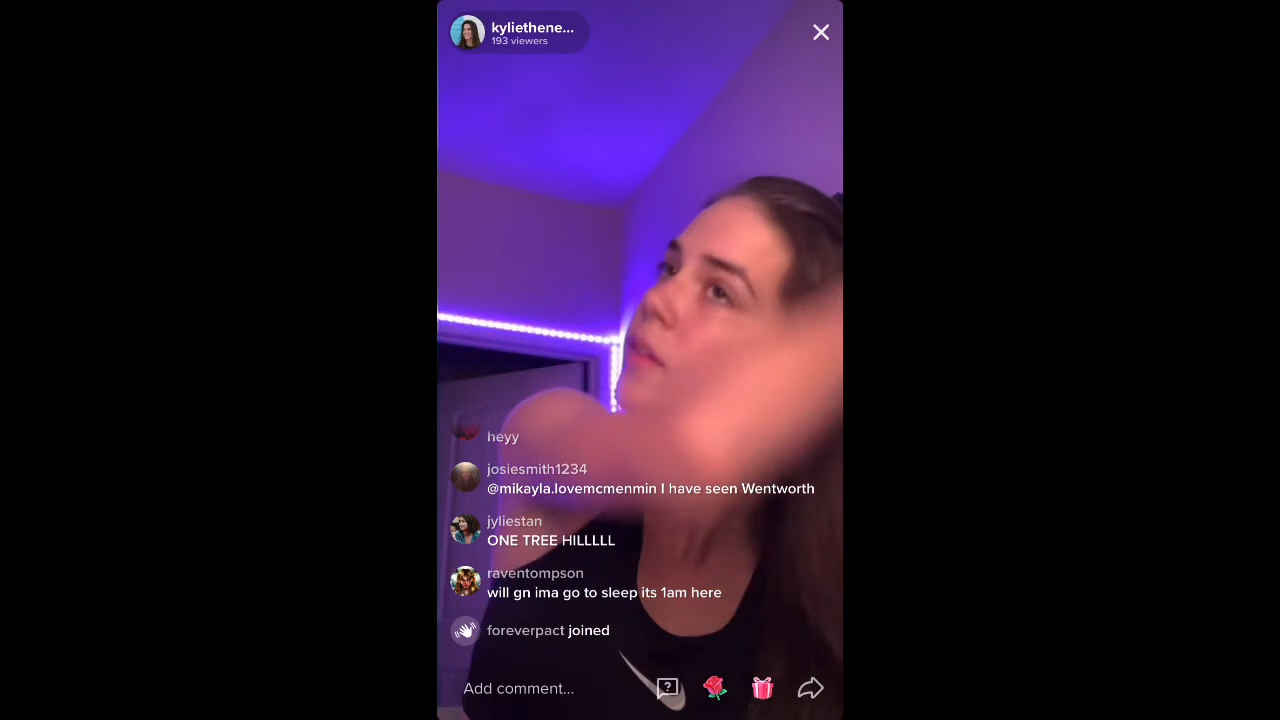 kyliethene...
193 viewers
heyy
josiesmith1234
@mikayla.lovemcmenmin I have seen Wentworth
jyliestan
ONE TREE HILLLLL
raventompson
will gn ima go to sleep its 1am here
foreverpact joined
Add comment...
?